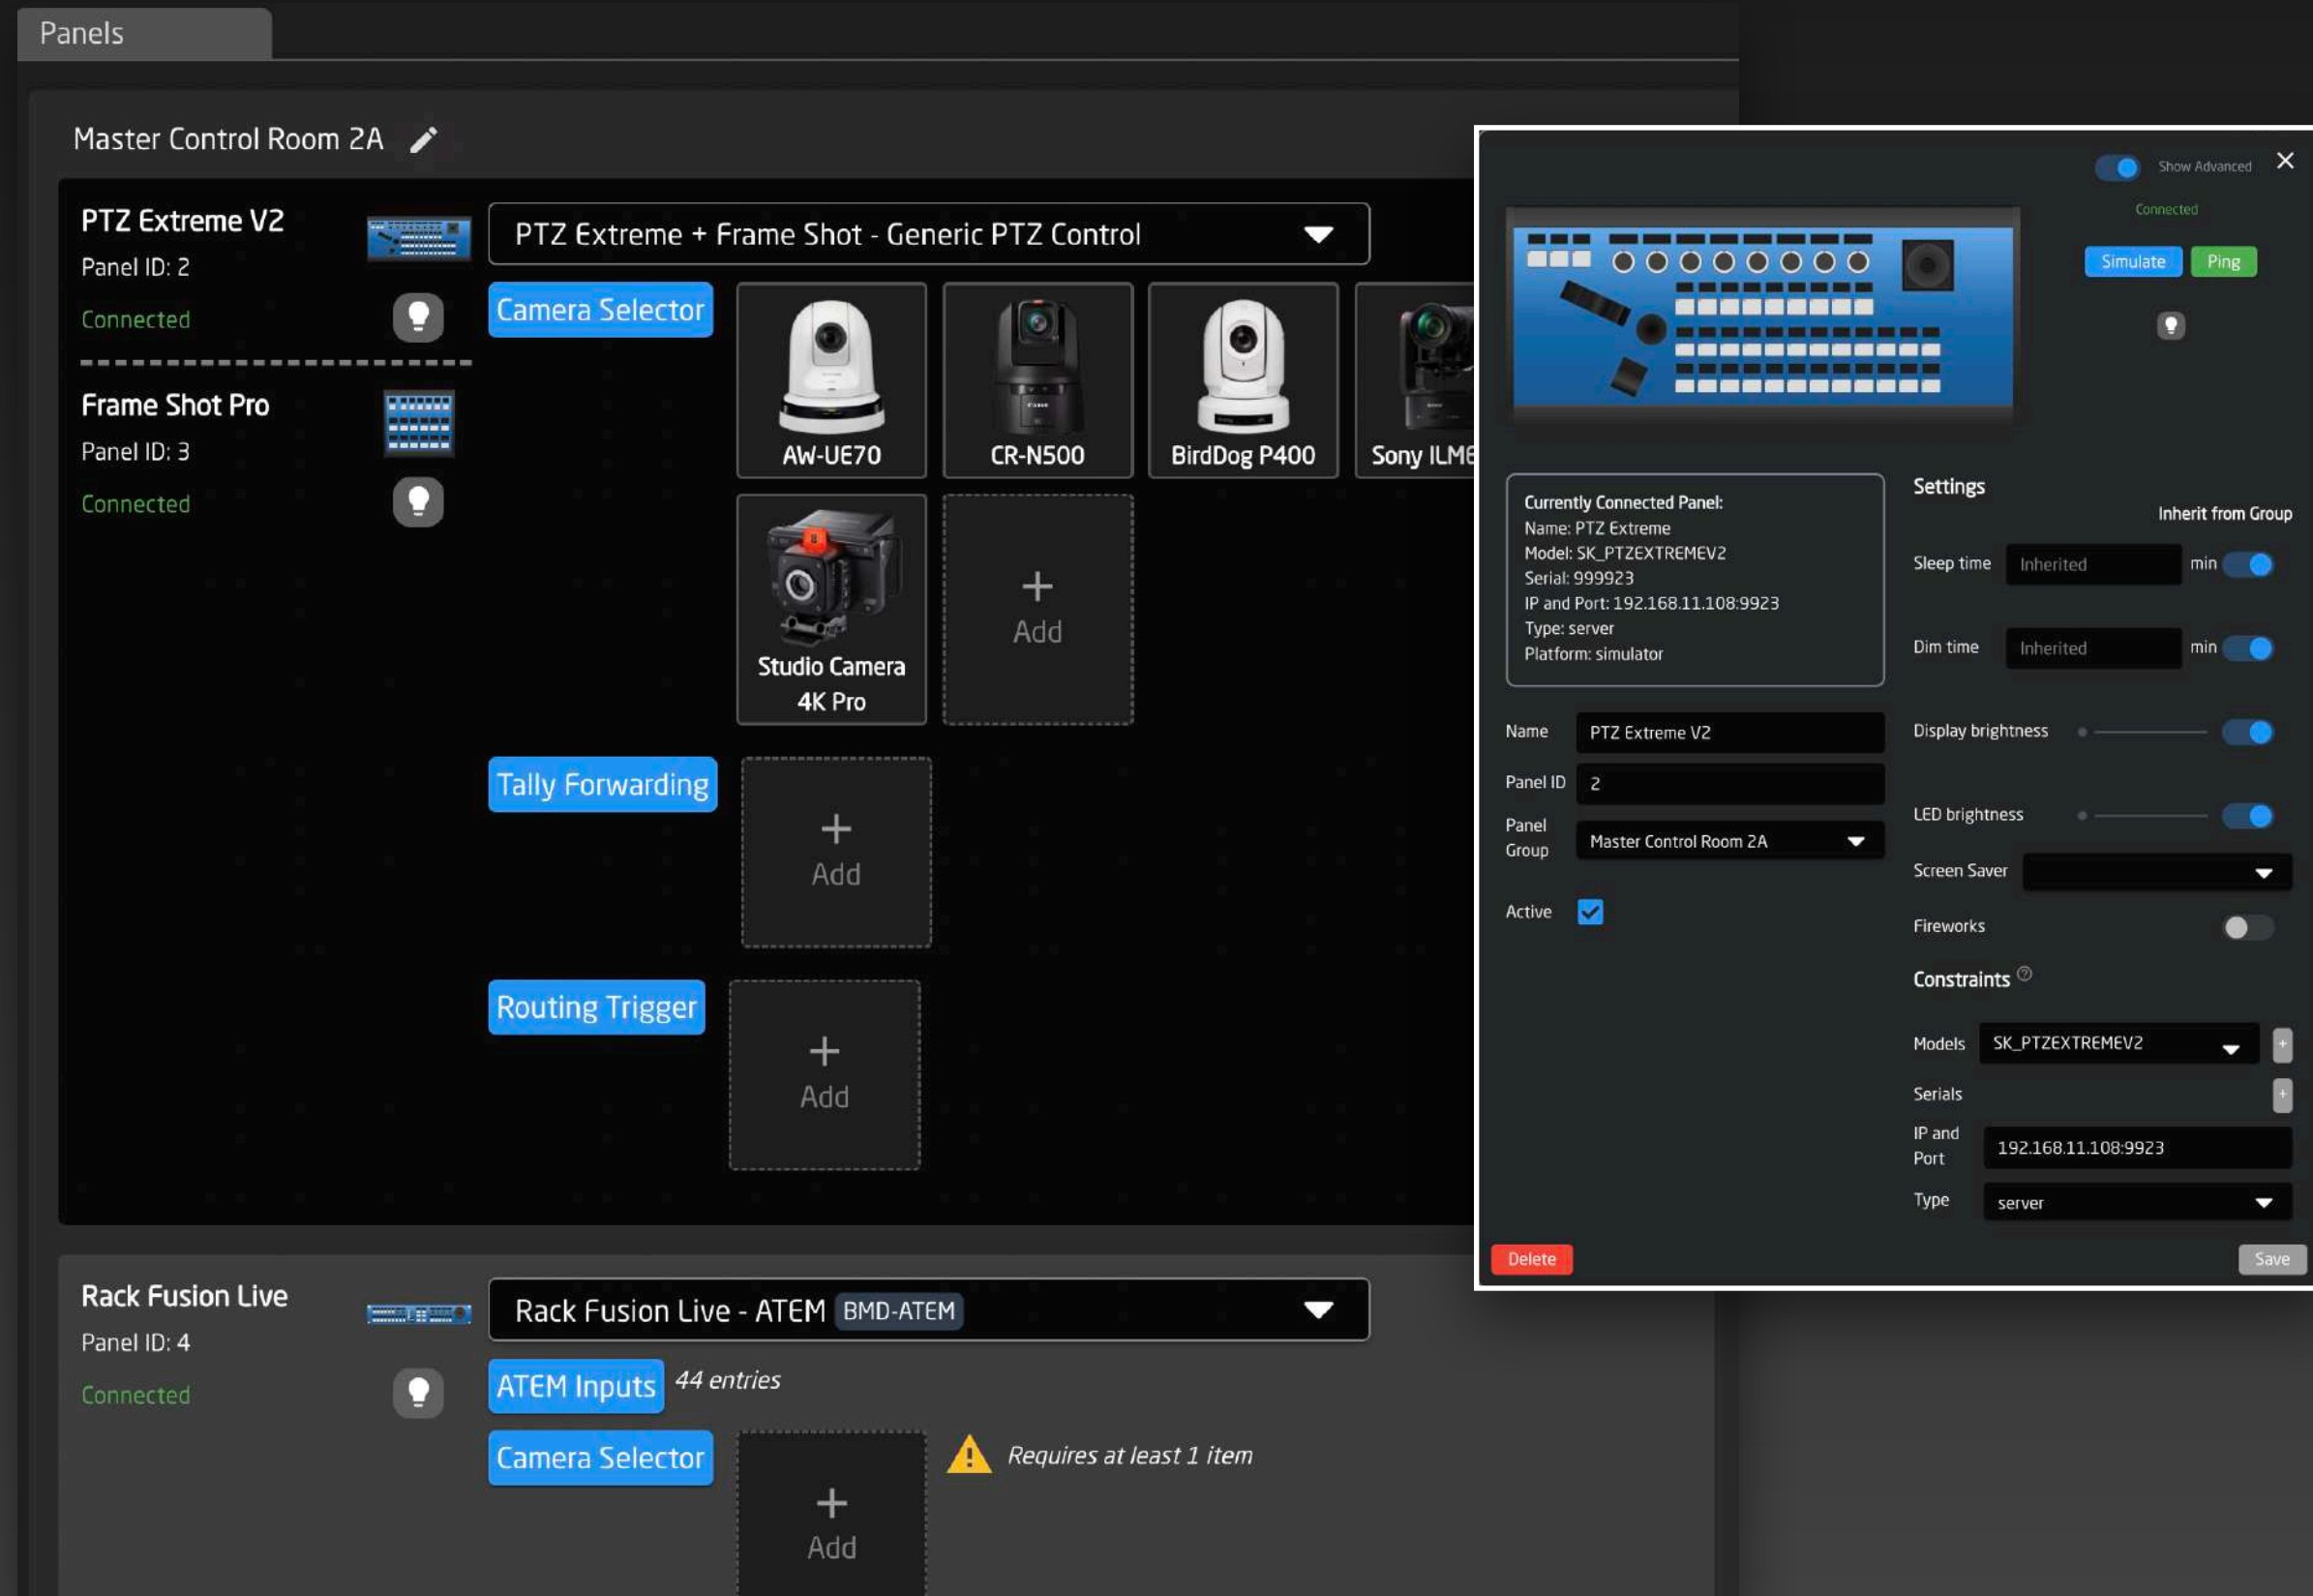 Panels
Master Control Room 2A
PTZ Extreme V2
Panel ID: 2
Connected
Frame Shot Pro
Panel ID: 3
Connected
PTZ Extreme + Frame Shot - Generic PTZ Control
Camera Selector
AW-UE70
CR-N500
BirdDog P400
Sony ILME
Studio Camera
4K Pro
+
Add
Tally Forwarding
+
Add
Routing Trigger
+
Add
Rack Fusion Live
Panel ID: 4
Connected
Rack Fusion Live - ATEM BMD-ATEM
ATEM Inputs 44 entries
Camera Selector
+
Add
Requires at least 1 item
Show Advanced
Connected
Simulate Ping
Currently Connected Panel:
Name: PTZ Extreme
Model: SK_PTZEXTREMEV2
Serial: 999923
IP and Port: 192.168.11.108:9923
Type: server
Platform: simulator
Name PTZ Extreme V2
Panel ID 2
Panel
Group Master Control Room 2A
Active
Settings
Inherit from Group
Sleep time Inherited min
Dim time Inherited min
Display brightness
LED brightness
Screen Saver
Fireworks
Constraints ?
Models SK_PTZEXTREMEV2 +
Serials +
IP and
Port 192.168.11.108:9923
Type server
Delete
Save